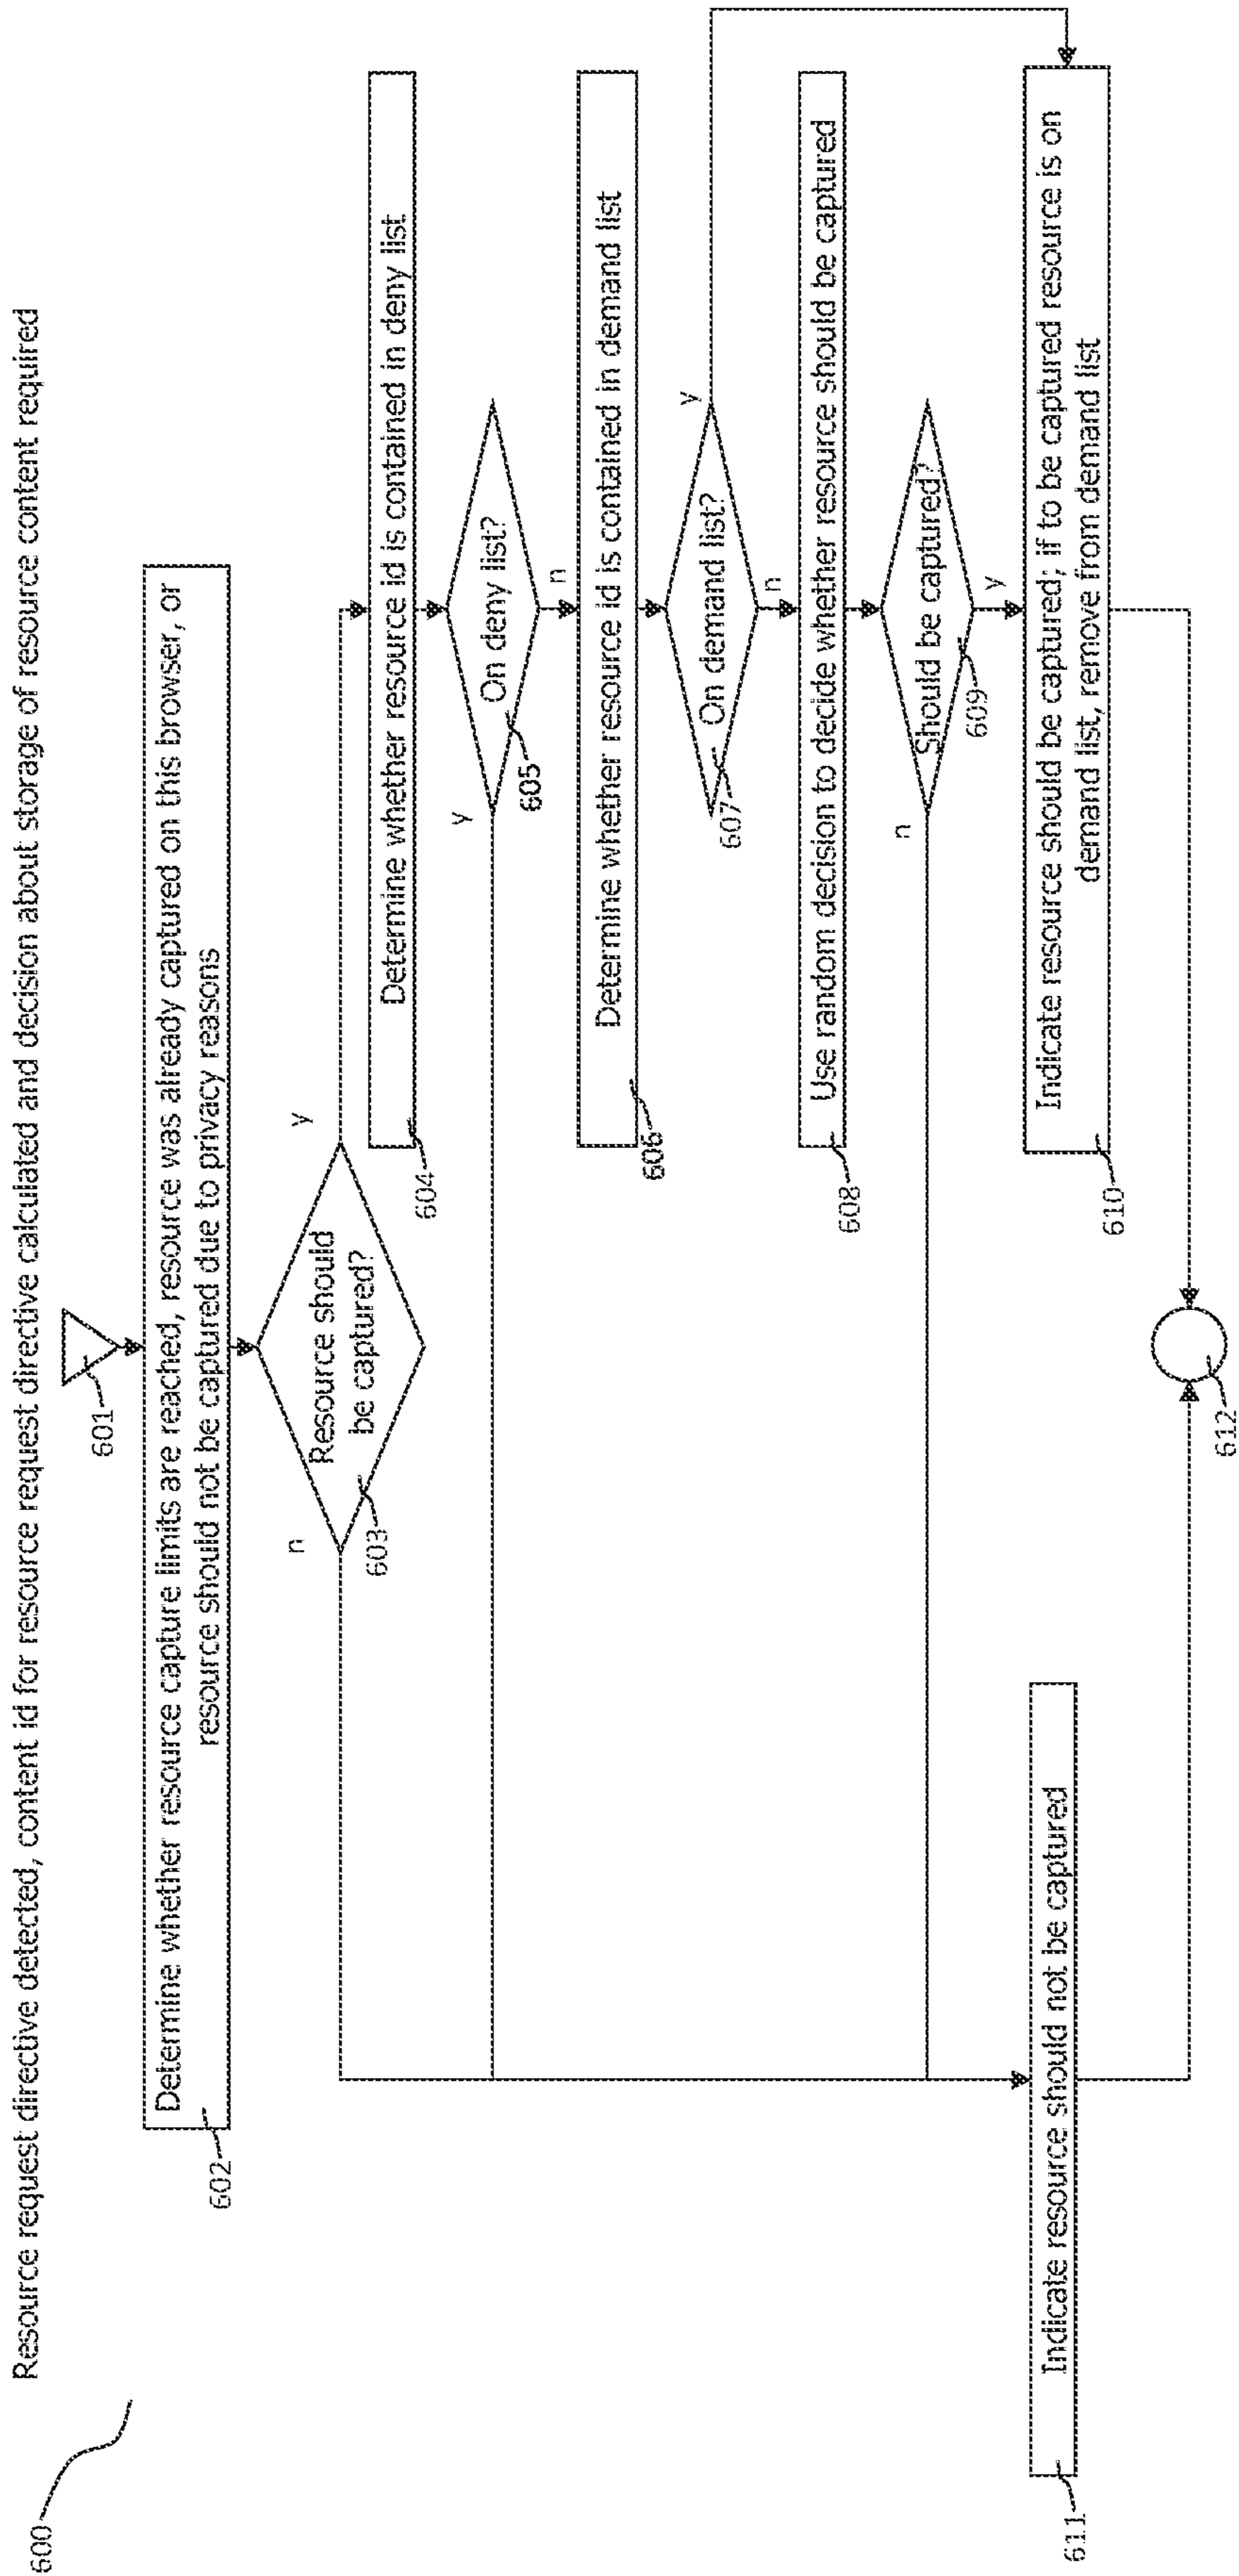 600
Resource request directive detected, content id for resource request directive calculated and decision about storage of resource content required
601
602
Determine whether resource capture limits are reached, resource was already captured on this browser, or
resource should not be captured due to privacy reasons
603
Resource should
be captured?
n
y
604
Determine whether resource id is contained in deny list
605
On deny list?
y
n
606
Determine whether resource id is contained in demand list
607
On demand list?
y
n
608
Use random decision to decide whether resource should be captured
609
Should be captured?
n
y
610
Indicate resource should be captured; if to be captured resource is on
demand list, remove from demand list
611
Indicate resource should not be captured
612